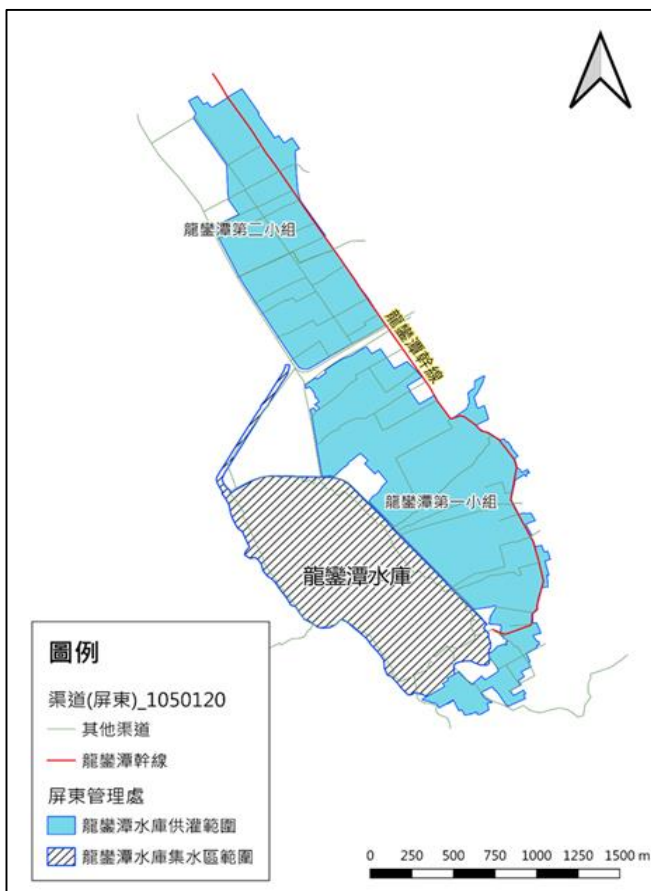 龍鑾潭第二小組
龍鑾潭幹線
龍鑾潭第一小組
龍鑾潭水庫
圖例
渠道(屏東)_1050120
其他渠道
龍鑾潭幹線
屏東管理處
龍鑾潭水庫供灌範圍
龍鑾潭水庫集水區範圍
0 250 500 750 1000 1250 1500 m